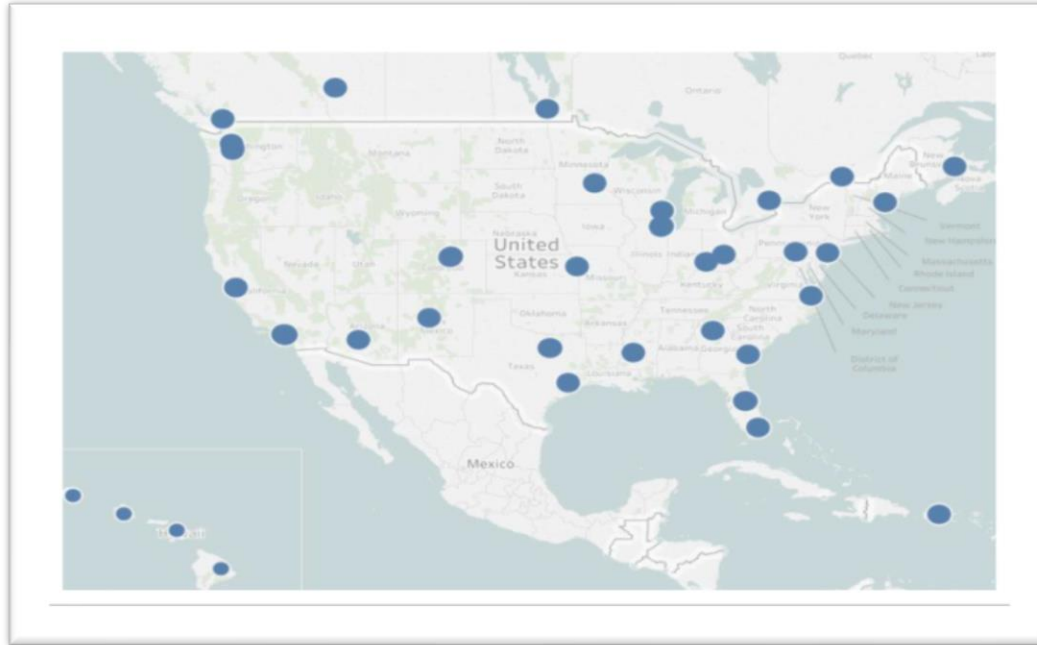 Quebec
Ontario
North
Dakota
Montana
Minnesota
New
Brunswick
Maine
Nova
Scotia
Oregon
Idaho
South
Dakota
Wisconsin
Michigan
New
York
Wyoming
Vermont
Nebraska
Iowa
New Hampshire
United
States
Nevada
Utah
Illinois
Massachusetts
Rhode Island
Kansas
Missouri
Kentucky
Virginia
Connecticut
New Jersey
Delaware
Oklahoma
Tennessee
North
Carolina
Maryland
Arkansas
South
Carolina
Texas
Alabama
Georgia
District of
Columbia
Louisiana
Mexico